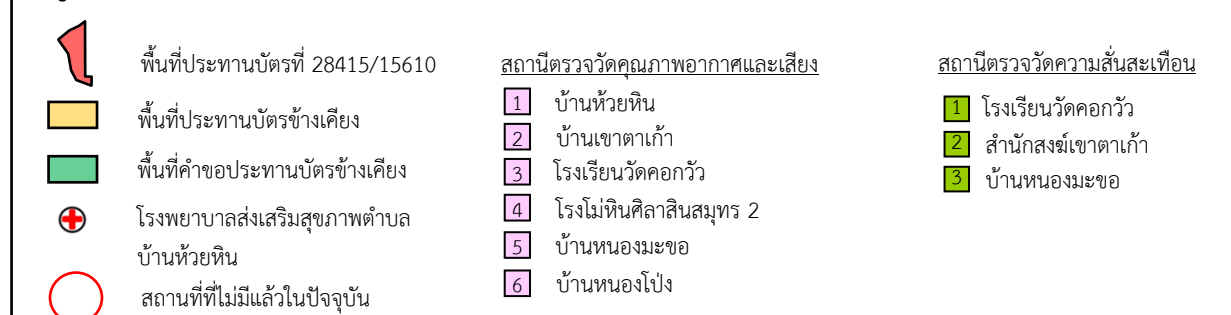 พื้นที่ประทานบัตรที่ 28415/15610
พื้นที่ประทานบัตรข้างเคียง
พื้นที่คำขอประทานบัตรข้างเคียง
โรงพยาบาลส่งเสริมสุขภาพตำบล
บ้านห้วยหิน
สถานที่ที่ไม่มีแล้วในปัจจุบัน
สถานีตรวจวัดคุณภาพอากาศและเสียง
1 บ้านห้วยหิน
2 บ้านเขาตาเก้า
3 โรงเรียนวัดคอกวัว
4 โรงโม่หินศิลาสินสมุทร 2
5 บ้านหนองมะขอ
6 บ้านหนองโป่ง
สถานีตรวจวัดความสั่นสะเทือน
1 โรงเรียนวัดคอกวัว
2 สำนักสงฆ์เขาตาเก้า
3 บ้านหนองมะขอ